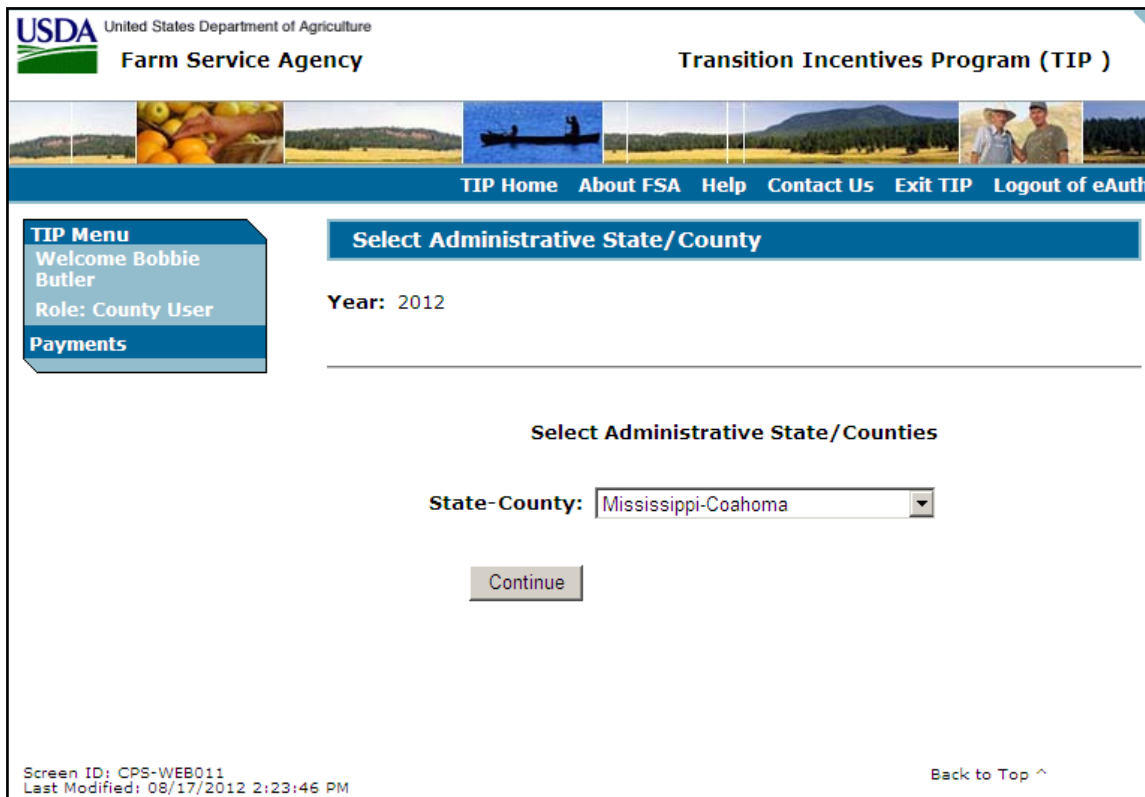 USDA United States Department of Agriculture
Farm Service Agency
Transition Incentives Program (TIP )
TIP Home About FSA Help Contact Us Exit TIP Logout of eAuth
TIP Menu
Welcome Bobbie
Butler
Role: County User
Payments
Select Administrative State/County
Year: 2012
Select Administrative State/Counties
State-County: Mississippi-Coahoma
Continue
Screen ID: CPS-WEB011
Last Modified: 08/17/2012 2:23:46 PM
Back to Top ^